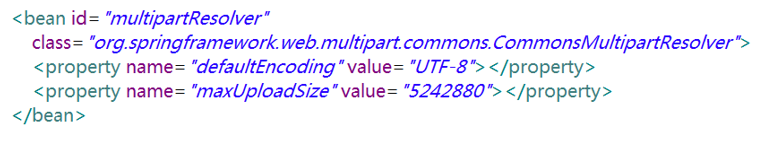 <bean id="multipartResolver"
class="org.springframework.web.multipart.commons.CommonsMultipartResolver">
<property name="defaultEncoding" value="UTF-8"></property>
<property name="maxUploadSize" value="5242880"></property>
</bean>